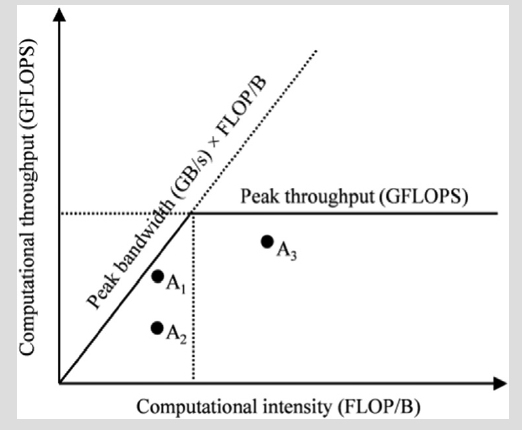 Computational throughput (GFLOPS)
Peak bandwidth (GB/s) × FLOP/B
Peak throughput (GFLOPS)
A3
A1
A2
Computational intensity (FLOP/B)